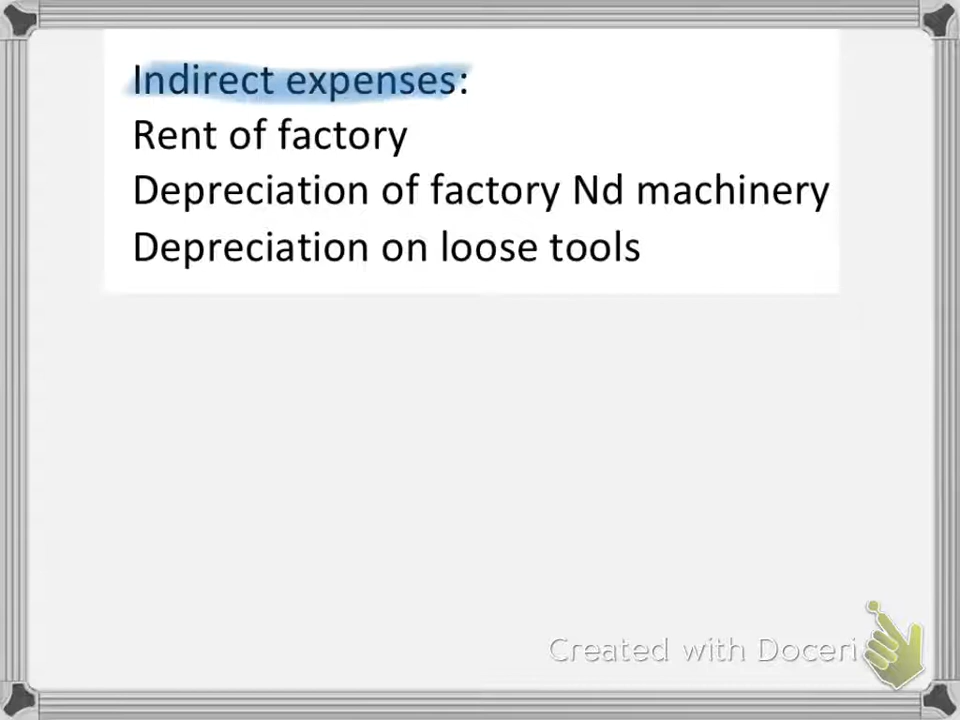 Indirect expenses:
Rent of factory
Depreciation of factory Nd machinery
Depreciation on loose tools
Created with Doceri